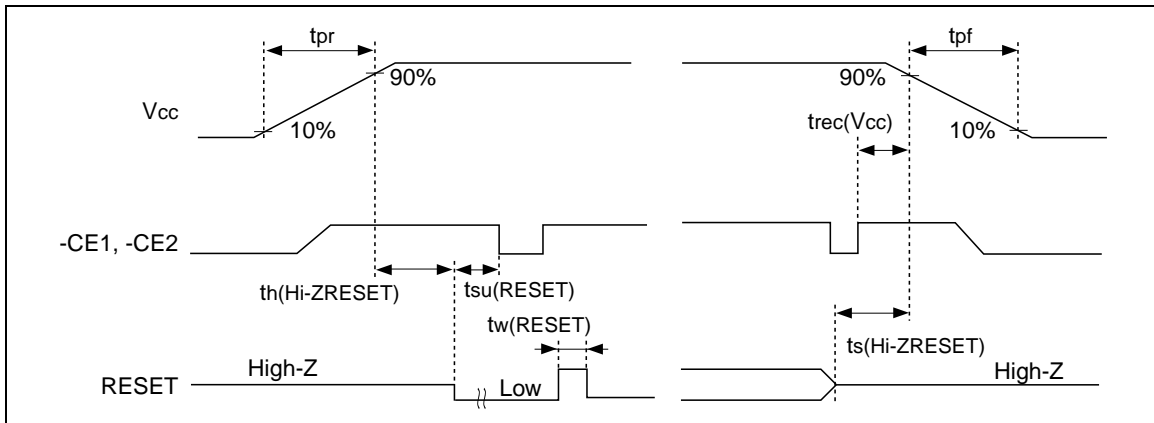 tpr
tpf
90%
90%
Vcc
10%
trec(Vcc)
10%
-CE1, -CE2
th(Hi-ZRESET)
tsu(RESET)
tw(RESET)
ts(Hi-ZRESET)
RESET
High-Z
Low
High-Z